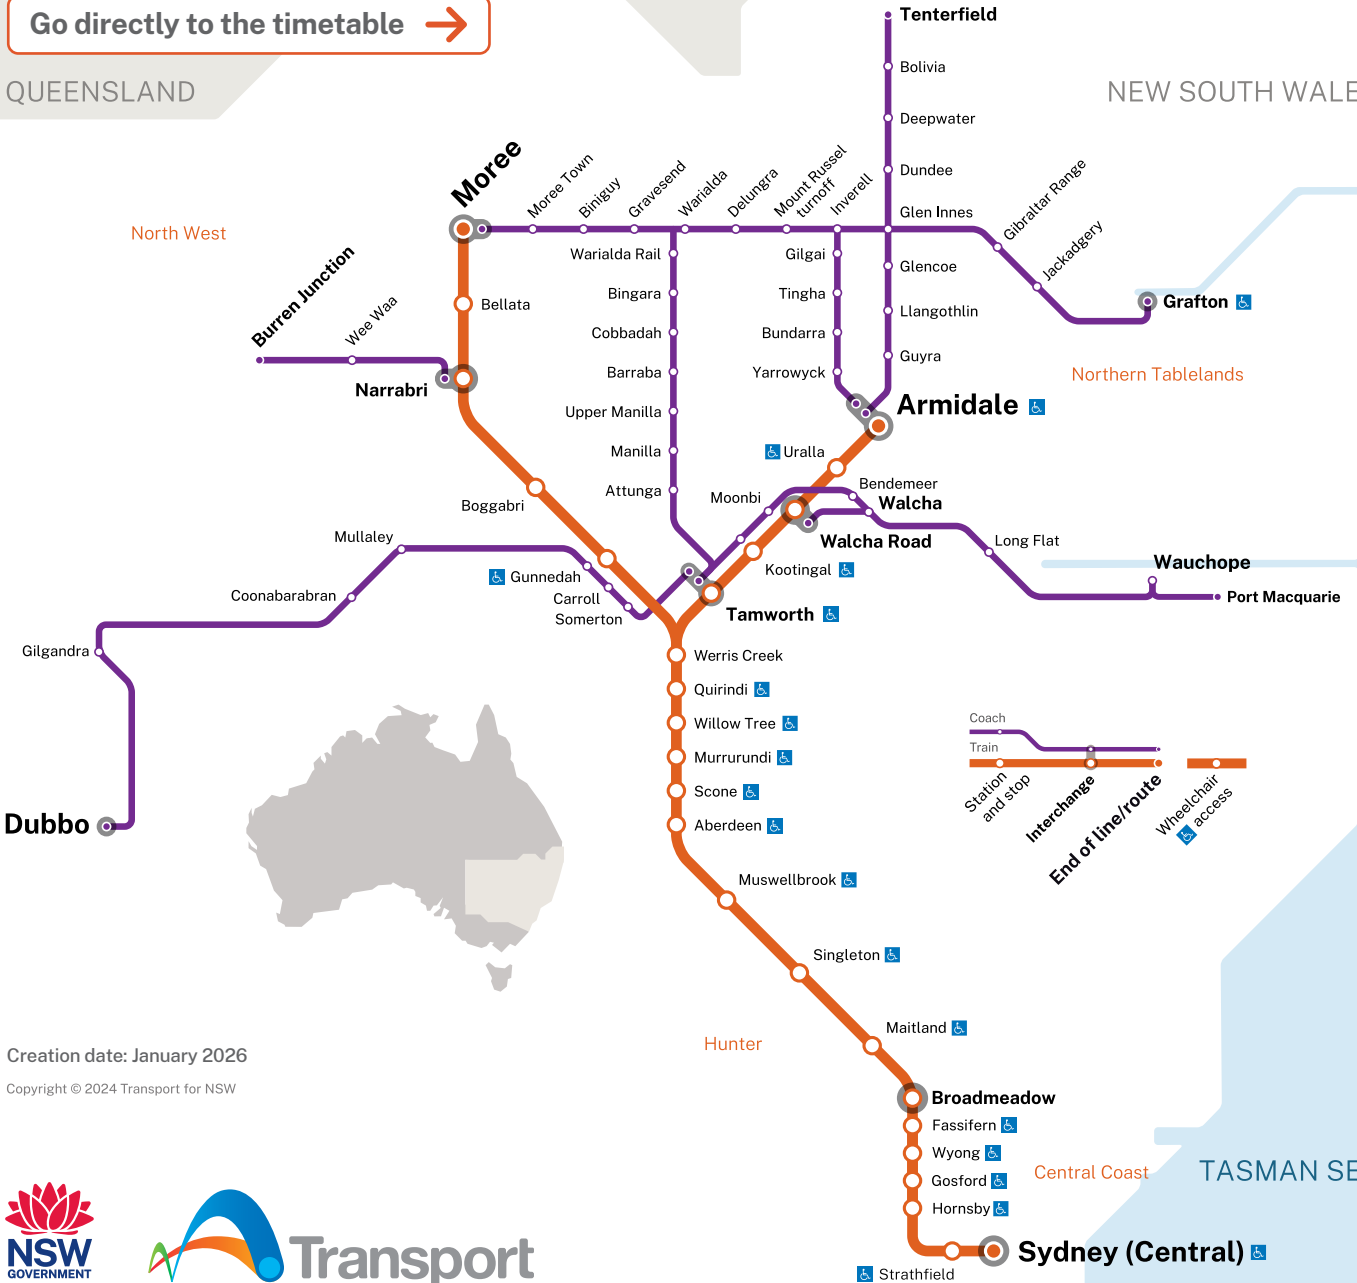 Go directly to the timetable
QUEENSLAND
NEW SOUTH WALE
Tenterfield
Bolivia
Deepwater
Dundee
Glen Innes
Moree
Moree Town
Biniguy
Gravesend
Warialda
Delungra
Mount Russel
turnoff
Inverell
Gibraltar Range
Jackadgery
Grafton
North West
Burren Junction
Wee Waa
Narrabri
Bellata
Warialda Rail
Bingara
Cobbadah
Barraba
Upper Manilla
Manilla
Attunga
Gilgai
Tingha
Bundarra
Yarrowyck
Glencoe
Llangothlin
Guyra
Northern Tablelands
Armidale
Uralla
Boggabri
Moonbi
Bendemeer
Walcha
Walcha Road
Long Flat
Wauchope
Port Macquarie
Mullaley
Coonabarabran
Gilgandra
Dubbo
Gunnedah
Carroll
Somerton
Kootingal
Tamworth
Werris Creek
Quirindi
Willow Tree
Murrurundi
Scone
Aberdeen
Muswellbrook
Singleton
Maitland
Coach
Train
Station
and stop
Interchange
End of line/route
Wheelchair
access
Hunter
Broadmeadow
Fassifern
Wyong
Gosford
Hornsby
Central Coast
TASMAN SE
Sydney (Central)
Strathfield
Creation date: January 2026
Copyright © 2024 Transport for NSW
NSW
GOVERNMENT
Transport